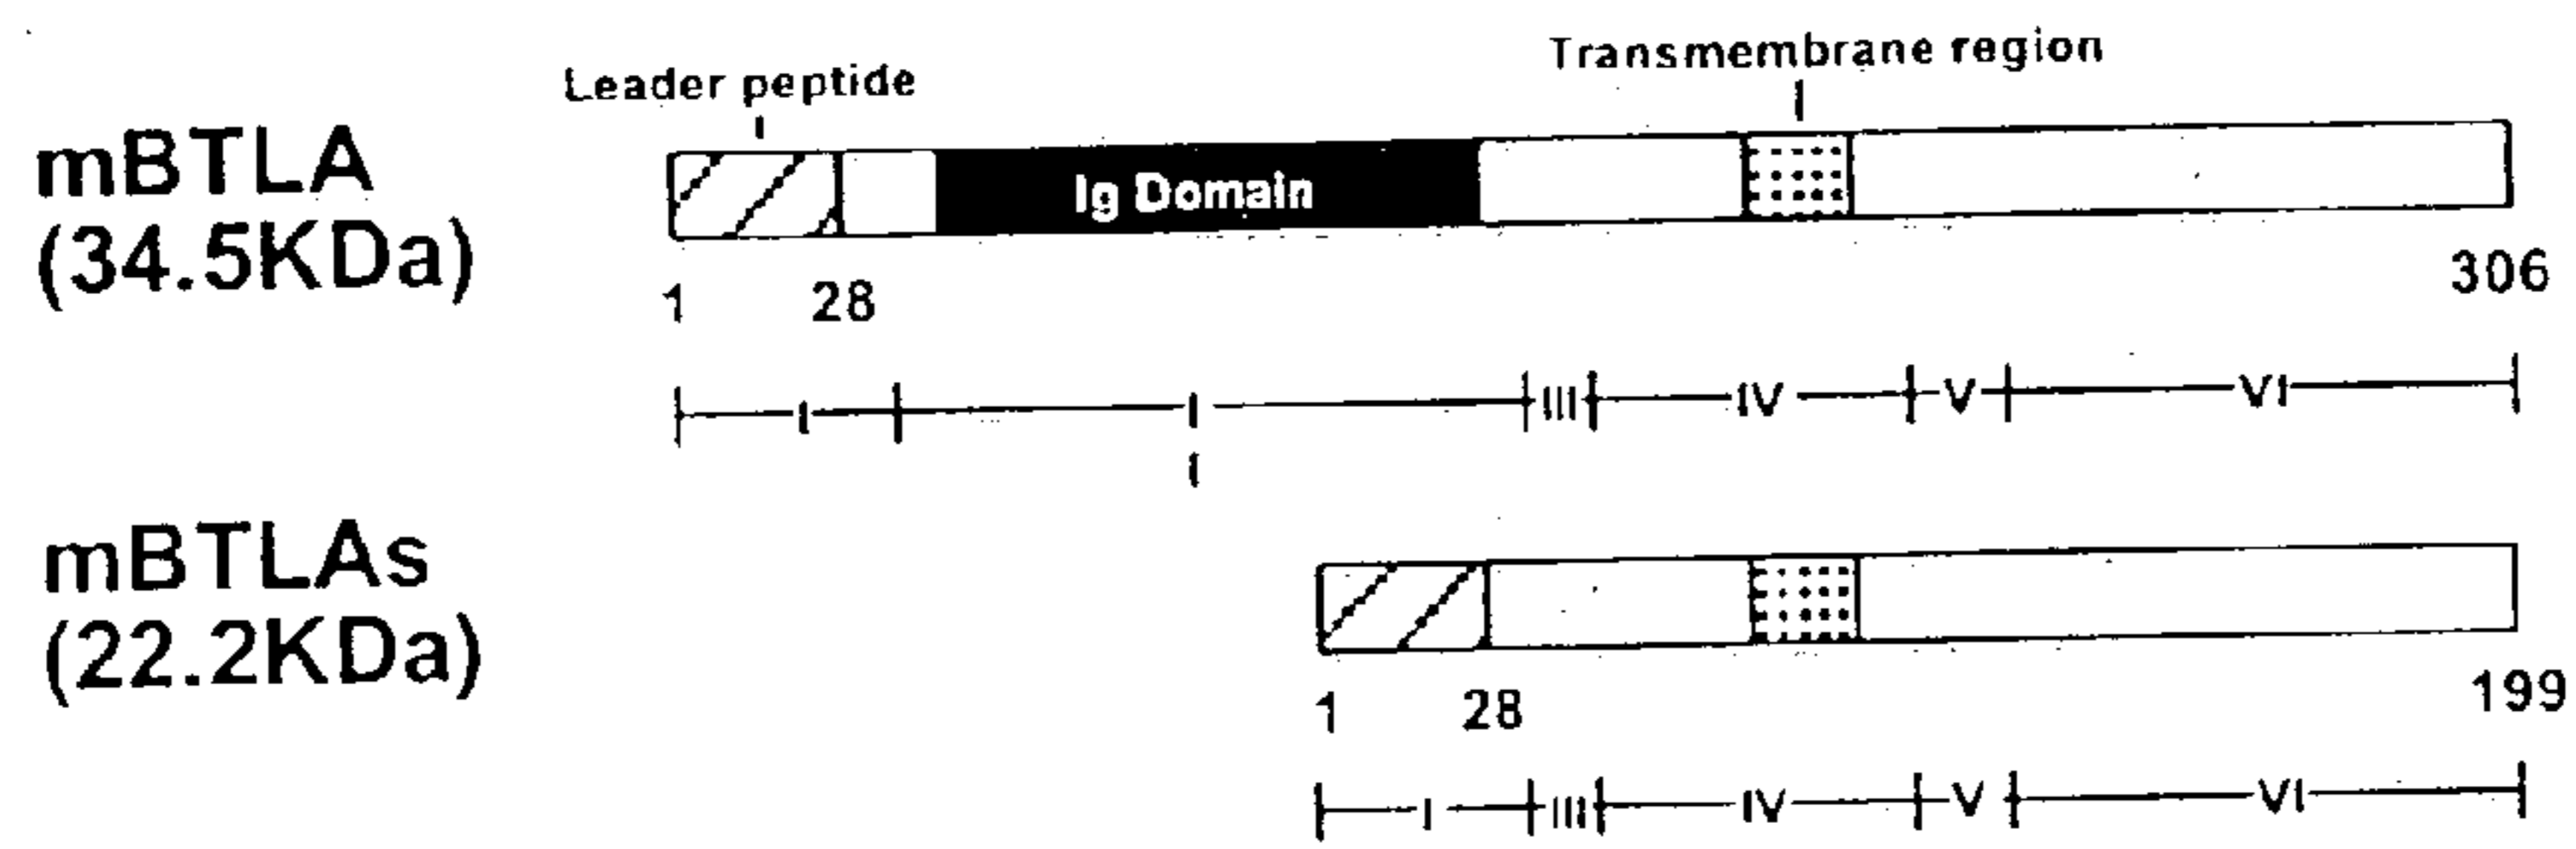 Leader peptide
Transmembrane region
mBTLA
(34.5KDa)
Ig Domain
1 28 306
I I III IV V VI
I
mBTLAs
(22.2KDa)
1 28 199
I III IV V VI